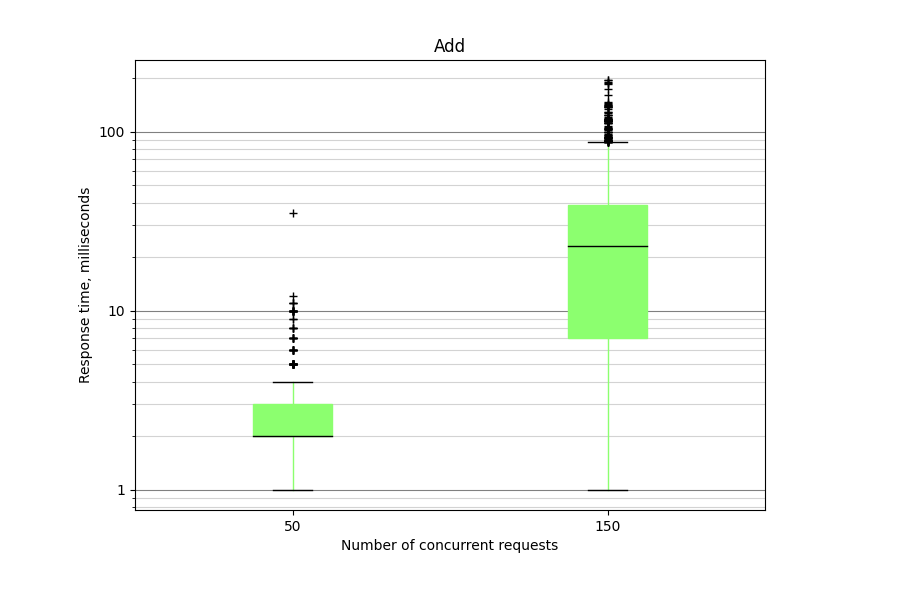 Add
Response time, milliseconds
100
10
1
50
150
Number of concurrent requests